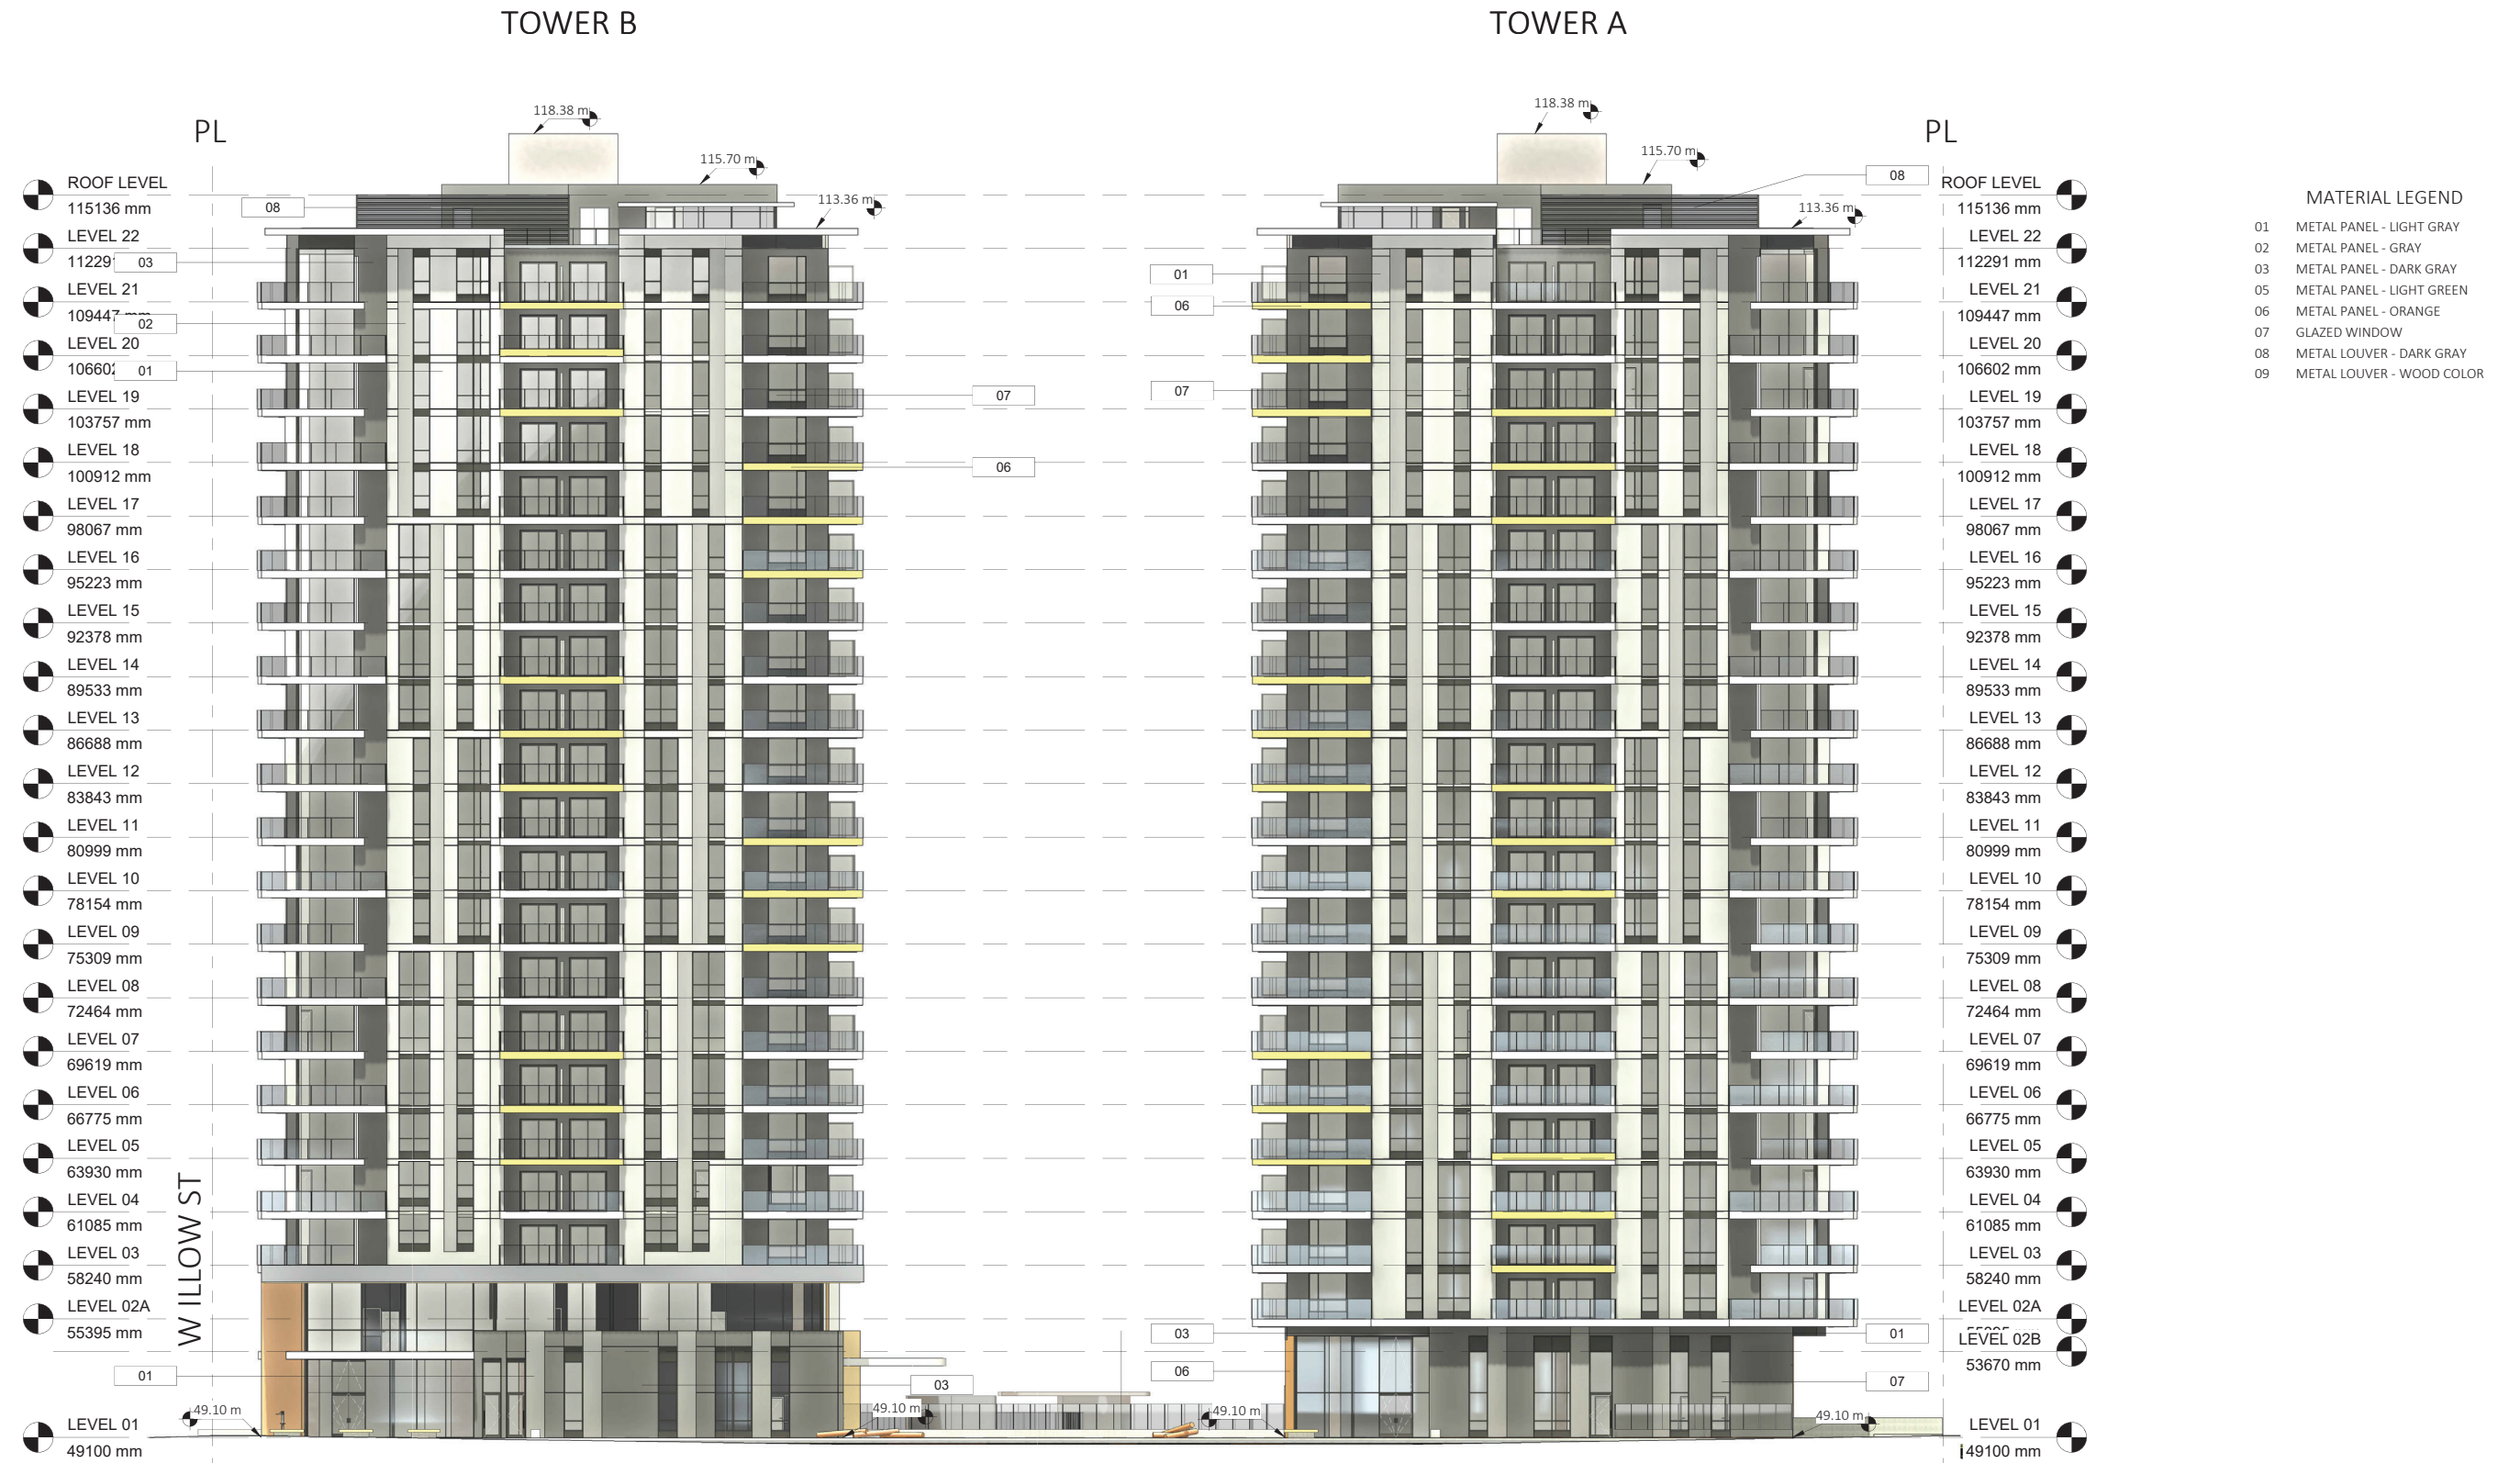 TOWER B
TOWER A
118.38 m
118.38 m
PL
PL
115.70 m
115.70 m
113.36 m
113.36 m
ROOF LEVEL
115136 mm
LEVEL 22
LEVEL 21
LEVEL 20
LEVEL 19
103757 mm
LEVEL 18
100912 mm
LEVEL 17
98067 mm
LEVEL 16
95223 mm
LEVEL 15
92378 mm
LEVEL 14
89533 mm
LEVEL 13
86688 mm
LEVEL 12
83843 mm
LEVEL 11
80999 mm
LEVEL 10
78154 mm
LEVEL 09
75309 mm
LEVEL 08
72464 mm
LEVEL 07
69619 mm
LEVEL 06
66775 mm
LEVEL 05
63930 mm
LEVEL 04
61085 mm
LEVEL 03
58240 mm
LEVEL 02A
55395 mm
LEVEL 01
49100 mm
W ILLOW ST
08
03
02
01
07
06
01
03
49.10 m
49.10 m
01
06
07
08
03
06
01
07
49.10 m
49.10 m
ROOF LEVEL
115136 mm
LEVEL 22
112291 mm
LEVEL 21
109447 mm
LEVEL 20
106602 mm
LEVEL 19
103757 mm
LEVEL 18
100912 mm
LEVEL 17
98067 mm
LEVEL 16
95223 mm
LEVEL 15
92378 mm
LEVEL 14
89533 mm
LEVEL 13
86688 mm
LEVEL 12
83843 mm
LEVEL 11
80999 mm
LEVEL 10
78154 mm
LEVEL 09
75309 mm
LEVEL 08
72464 mm
LEVEL 07
69619 mm
LEVEL 06
66775 mm
LEVEL 05
63930 mm
LEVEL 04
61085 mm
LEVEL 03
58240 mm
LEVEL 02A
LEVEL 02B
53670 mm
LEVEL 01
49100 mm
MATERIAL LEGEND
01 METAL PANEL - LIGHT GRAY
02 METAL PANEL - GRAY
03 METAL PANEL - DARK GRAY
05 METAL PANEL - LIGHT GREEN
06 METAL PANEL - ORANGE
07 GLAZED WINDOW
08 METAL LOUVER - DARK GRAY
09 METAL LOUVER - WOOD COLOR